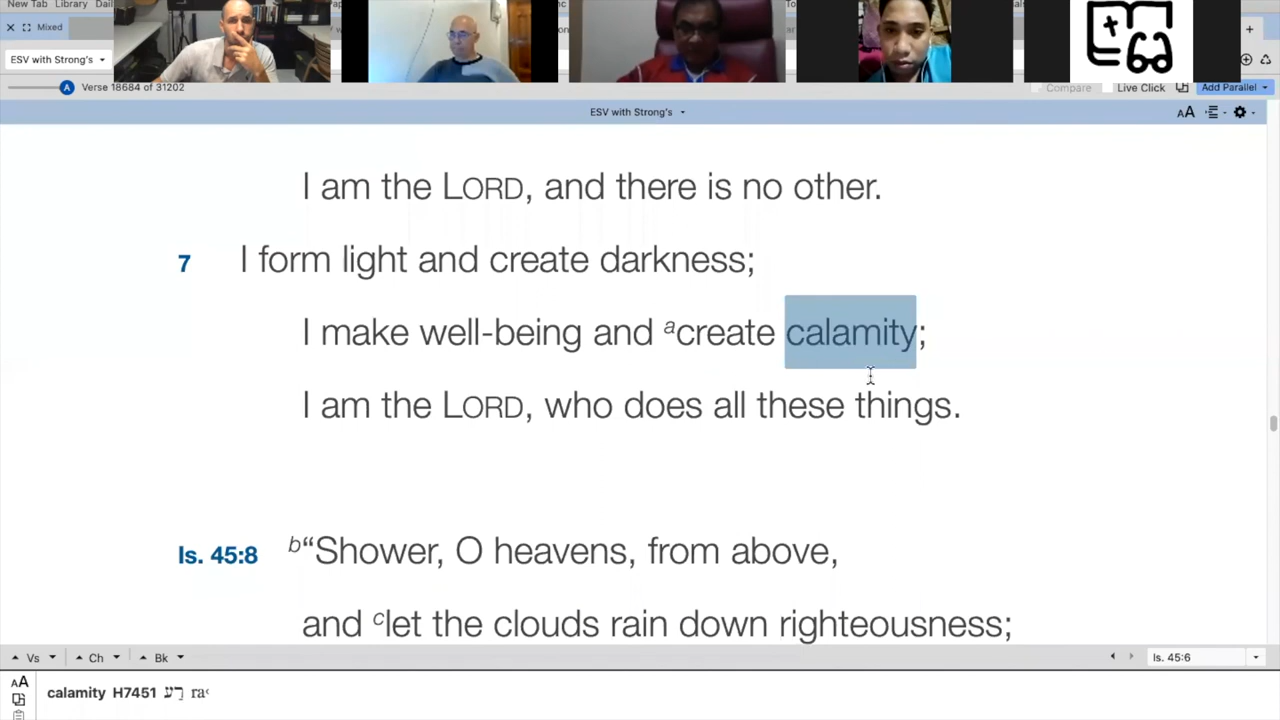 New Tab Library
Mixed
ESV with Strong's
Verse 18684 of 31202
Compare Live Click Add Parallel
ESV with Strong's
AA
I am the LORD, and there is no other.
7 I form light and create darkness;
I make well-being and acreate calamity;
I am the LORD, who does all these things.
Is. 45:8 b“Shower, O heavens, from above,
and clet the clouds rain down righteousness;
Vs Ch Bk Is. 45:6
AA
calamity H7451 רַע raʿ